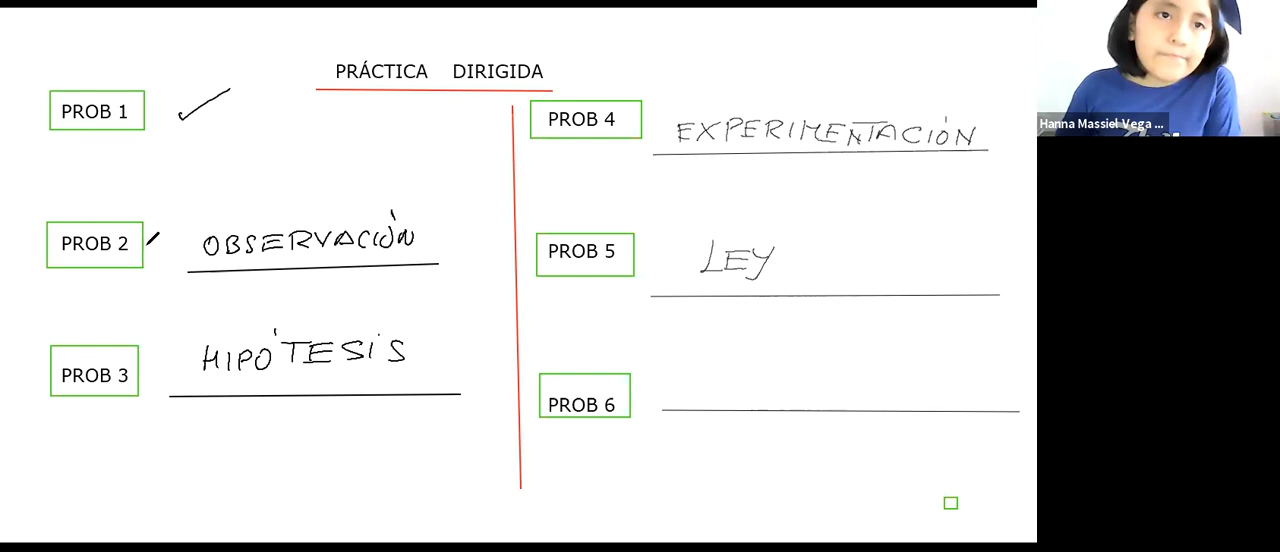 PRÁCTICA DIRIGIDA
PROB 1
PROB 2 OBSERVACIÓN
PROB 3 HIPÓTESIS
PROB 4 EXPERIMENTACIÓN
PROB 5 LEY
PROB 6
Hanna Massiel Vega ...